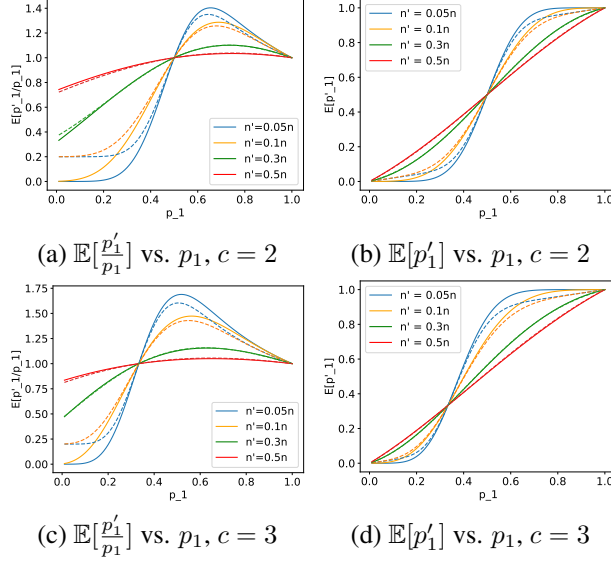 E[p'_1/p_1]
1.4
1.2
1.0
0.8
0.6
0.4
0.2
0.0
n'=0.05n
n'=0.1n
n'=0.3n
n'=0.5n
0.0 0.2 0.4 0.6 0.8 1.0
p_1
(a) 𝔼[p′₁/p₁] vs. p₁, c = 2
E[p'_1]
1.0
0.8
0.6
0.4
0.2
0.0
n' = 0.05n
n' = 0.1n
n' = 0.3n
n' = 0.5n
0.0 0.2 0.4 0.6 0.8 1.0
p_1
(b) 𝔼[p′₁] vs. p₁, c = 2
E[p'_1/p_1]
1.75
1.50
1.25
1.00
0.75
0.50
0.25
0.00
n'=0.05n
n'=0.1n
n'=0.3n
n'=0.5n
0.0 0.2 0.4 0.6 0.8 1.0
p_1
(c) 𝔼[p′₁/p₁] vs. p₁, c = 3
E[p'_1]
1.0
0.8
0.6
0.4
0.2
0.0
n' = 0.05n
n' = 0.1n
n' = 0.3n
n' = 0.5n
0.0 0.2 0.4 0.6 0.8 1.0
p_1
(d) 𝔼[p′₁] vs. p₁, c = 3